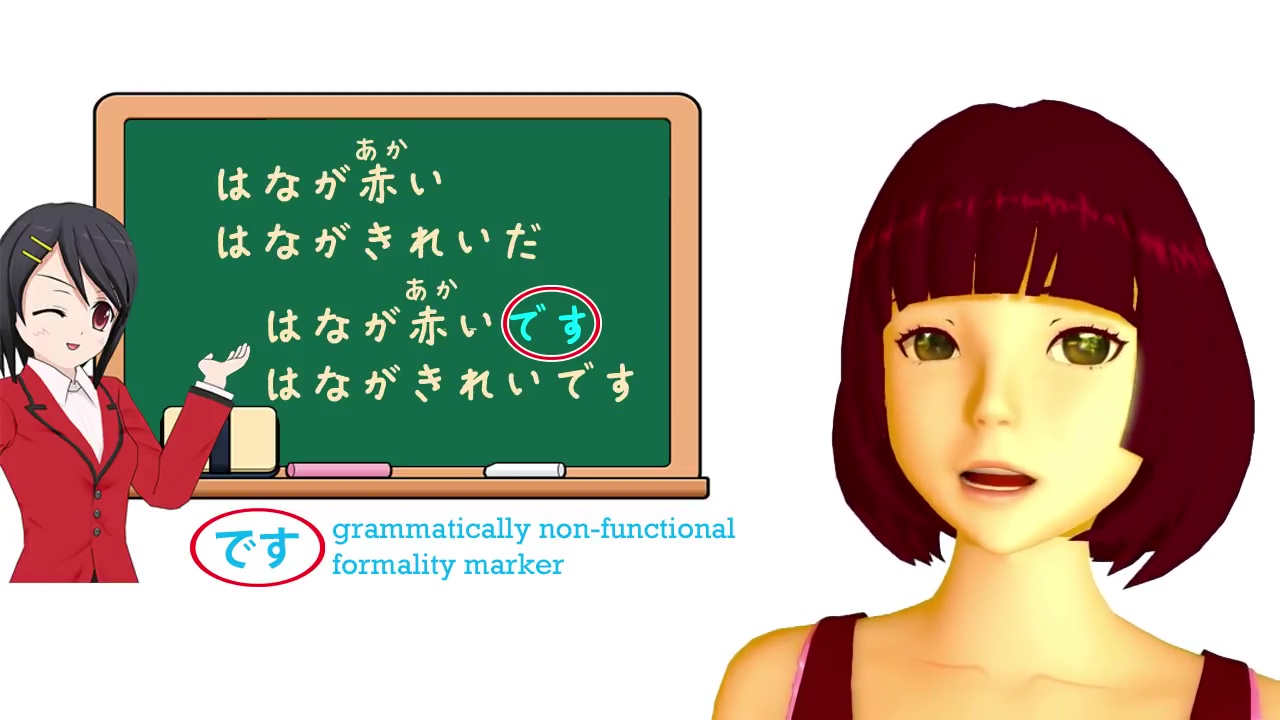 あか
はなが赤い
はながきれいだ
あか
はなが赤いです
はながきれいです
です grammatically non-functional
formality marker